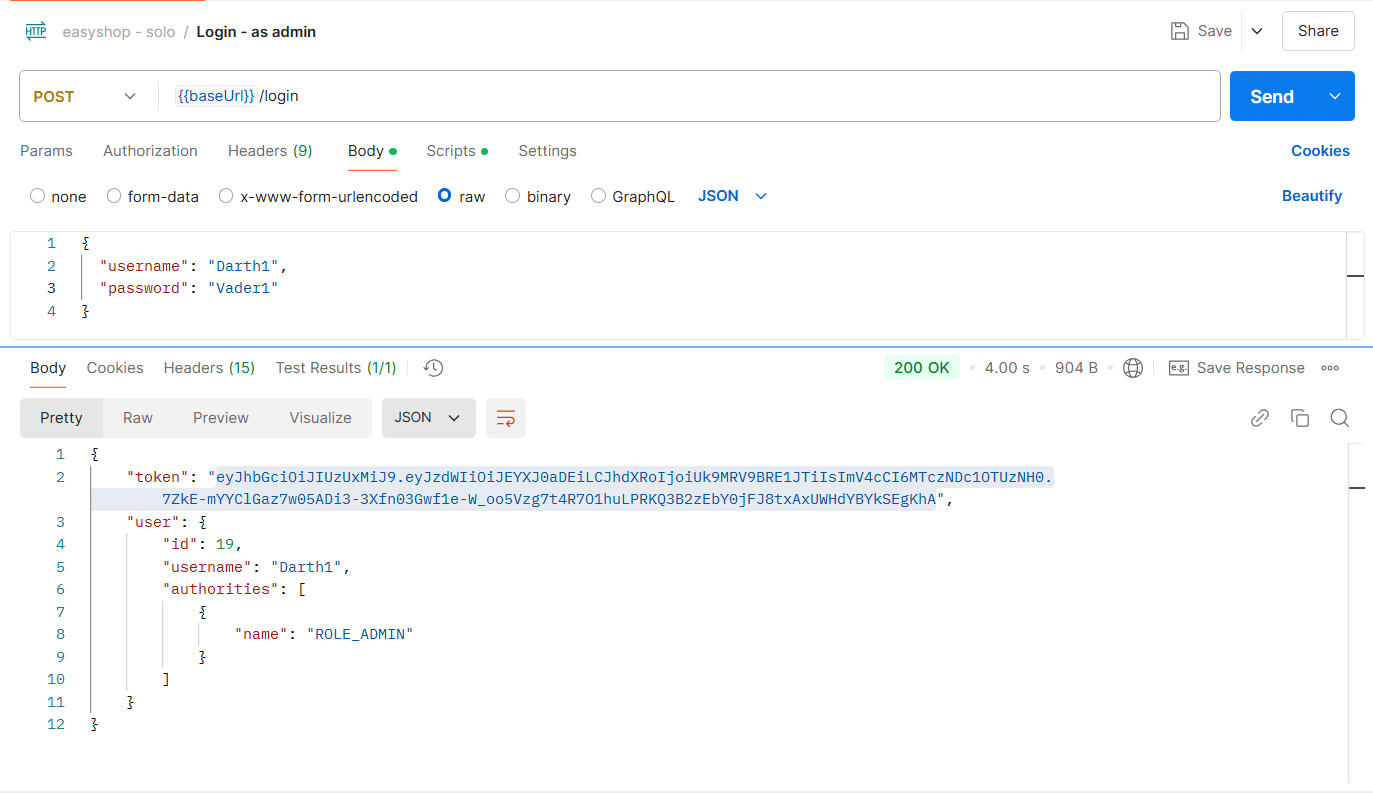 HTTP easyshop - solo / Login - as admin Save Share
POST {{baseUrl}} /login Send
Params Authorization Headers (9) Body Scripts Settings Cookies
none form-data x-www-form-urlencoded raw binary GraphQL JSON Beautify
1 {
2 "username": "Darth1",
3 "password": "Vader1"
4 }
Body Cookies Headers (15) Test Results (1/1) 200 OK 4.00 s 904 B e.g. Save Response
Pretty Raw Preview Visualize JSON
1 {
2 "token": "eyJhbGciOiJIUzUxMiJ9.eyJzdWIiOiJEYXJ0aDEiLCJhdXRoIjoiUk9MRV9BRE1JTiIsImV4cCI6MTczNDc1OTUzNH0.
7ZkE-mYYClGaz7w05ADi3-3Xfn03Gwf1e-W_oo5Vzg7t4R7O1huLPRKQ3B2zEbY0jFJ8txAxUWHdYBYkSEgKhA",
3 "user": {
4 "id": 19,
5 "username": "Darth1",
6 "authorities": [
7 {
8 "name": "ROLE_ADMIN"
9 }
10 ]
11 }
12 }